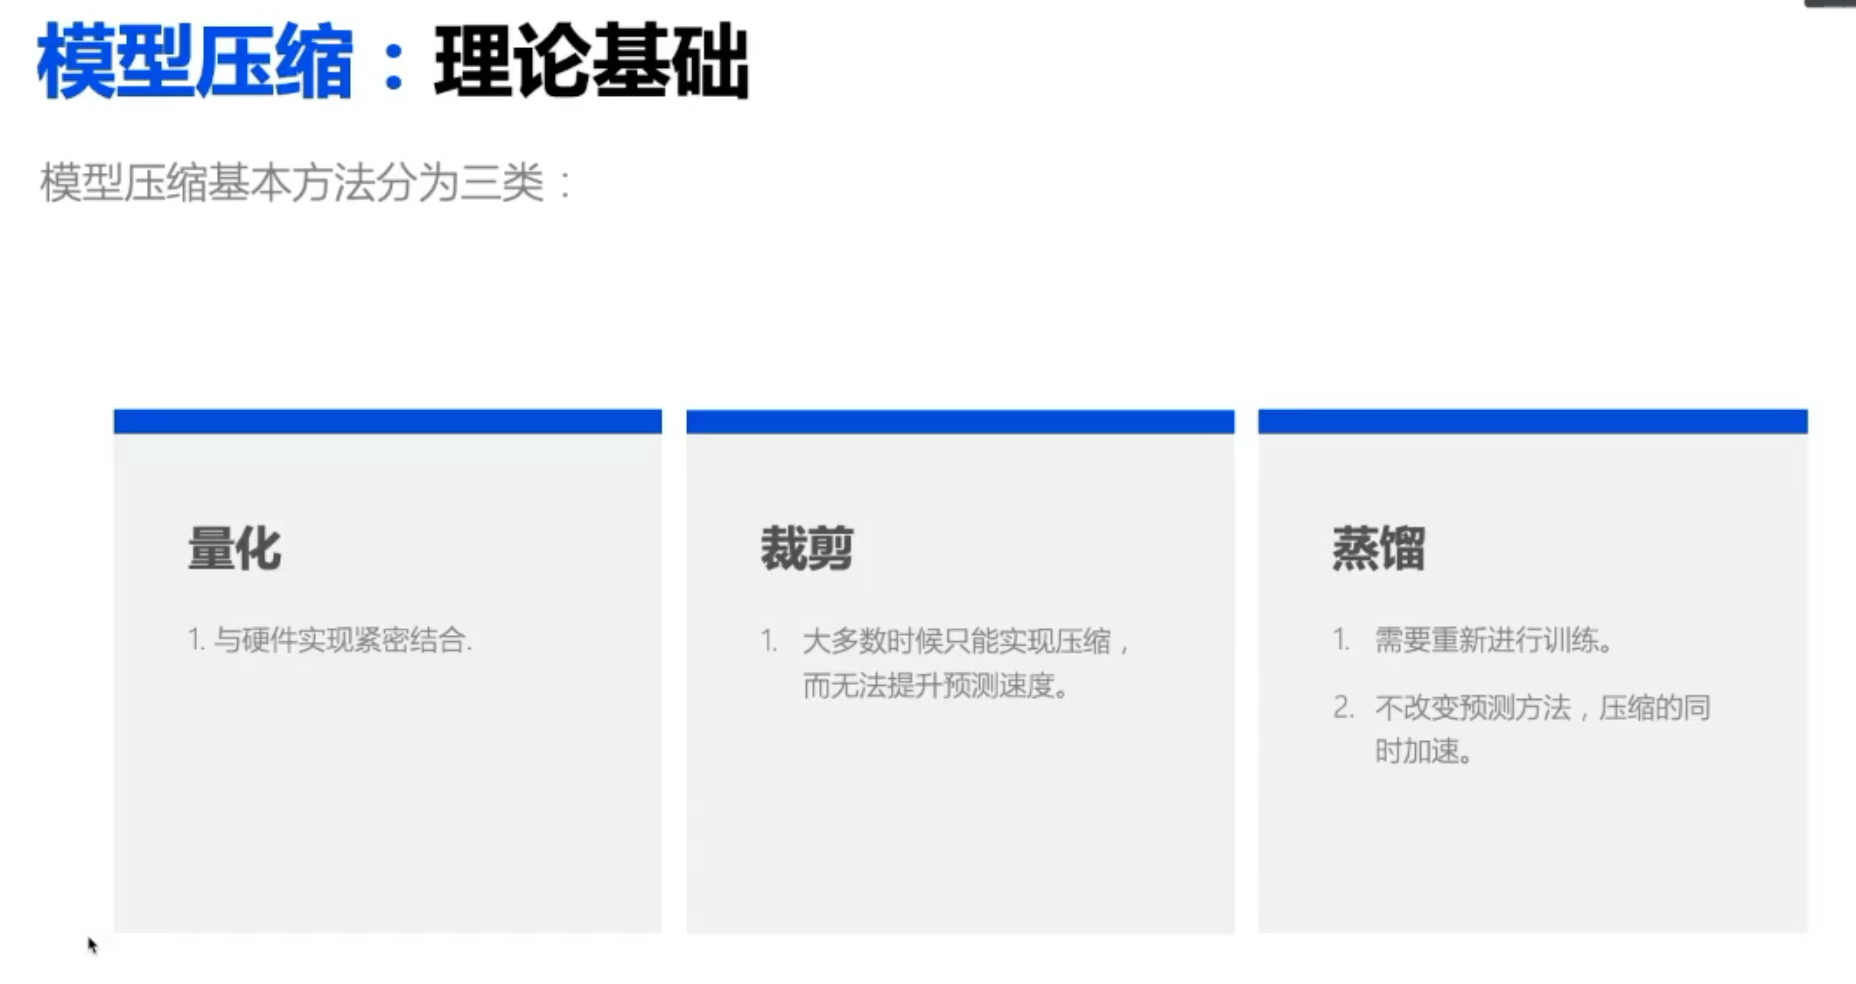 模型压缩：理论基础
模型压缩基本方法分为三类：
量化
1. 与硬件实现紧密结合.
裁剪
1. 大多数时候只能实现压缩，
而无法提升预测速度。
蒸馏
1. 需要重新进行训练。
2. 不改变预测方法，压缩的同
时加速。